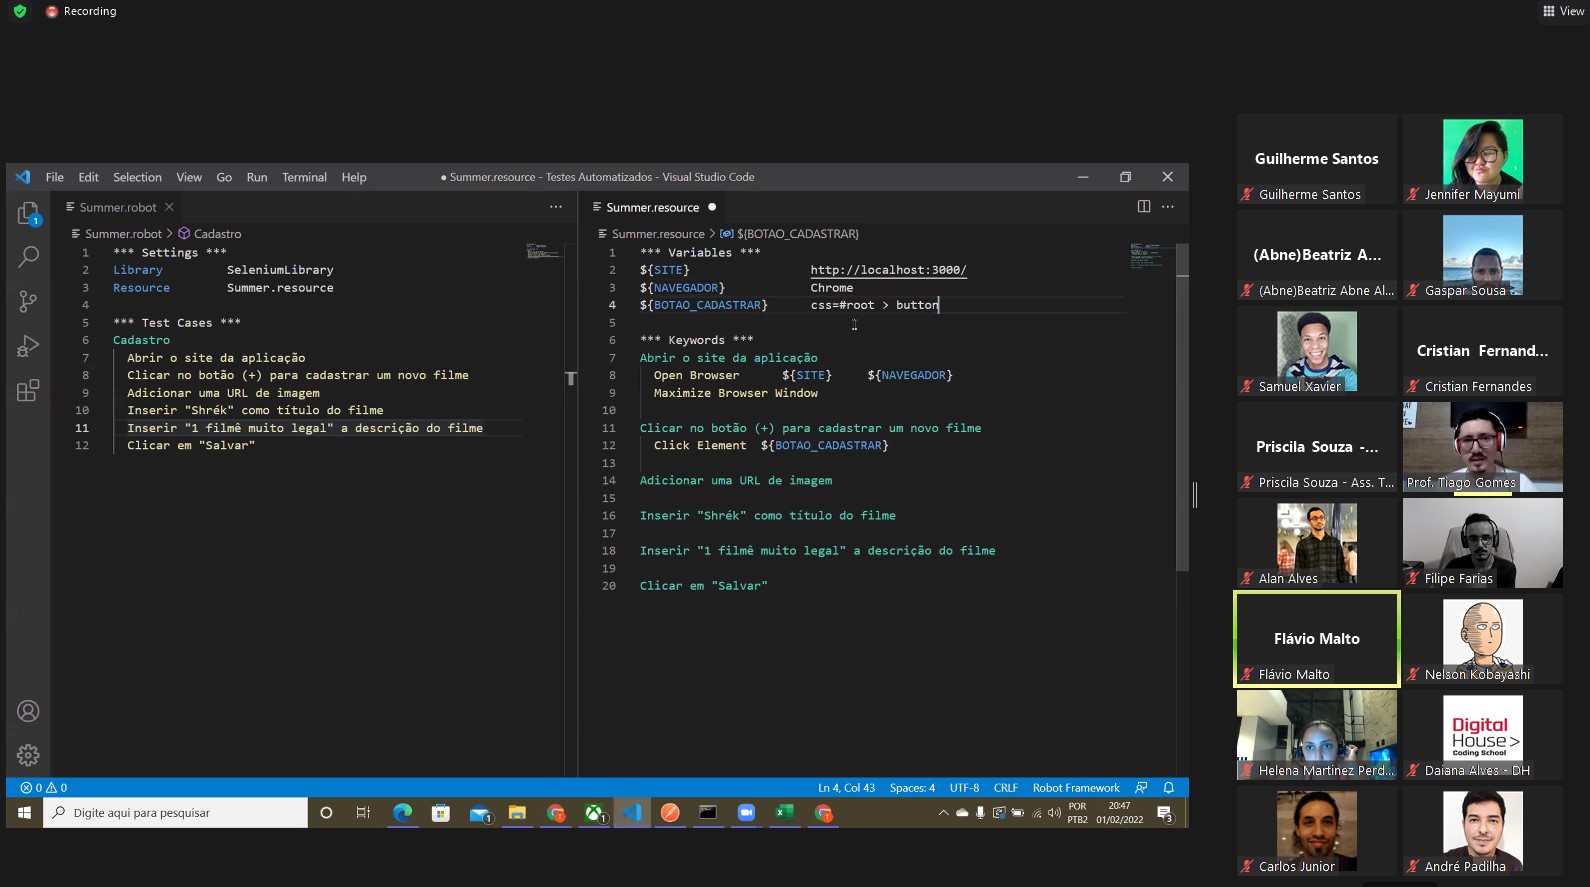 Recording
View
File Edit Selection View Go Run Terminal Help
● Summer.resource - Testes Automatizados - Visual Studio Code
Summer.robot
Summer.robot > Cadastro
1 *** Settings ***
2 Library SeleniumLibrary
3 Resource Summer.resource
4
5 *** Test Cases ***
6 Cadastro
7 Abrir o site da aplicação
8 Clicar no botão (+) para cadastrar um novo filme
9 Adicionar uma URL de imagem
10 Inserir "Shrék" como título do filme
11 Inserir "1 filmê muito legal" a descrição do filme
12 Clicar em "Salvar"
Summer.resource
Summer.resource > ${BOTAO_CADASTRAR}
1 *** Variables ***
2 ${SITE} http://localhost:3000/
3 ${NAVEGADOR} Chrome
4 ${BOTAO_CADASTRAR} css=#root > button
5
6 *** Keywords ***
7 Abrir o site da aplicação
8 Open Browser ${SITE} ${NAVEGADOR}
9 Maximize Browser Window
10
11 Clicar no botão (+) para cadastrar um novo filme
12 Click Element ${BOTAO_CADASTRAR}
13
14 Adicionar uma URL de imagem
15
16 Inserir "Shrék" como título do filme
17
18 Inserir "1 filmê muito legal" a descrição do filme
19
20 Clicar em "Salvar"
1
0 0
Ln 4, Col 43 Spaces: 4 UTF-8 CRLF Robot Framework
Digite aqui para pesquisar
1
1
POR
PTB2
20:47
01/02/2022
3
Guilherme Santos
Guilherme Santos
Jennifer Mayumi
(Abne)Beatriz A...
(Abne)Beatriz Abne Al...
Gaspar Sousa
Samuel Xavier
Cristian Fernand...
Cristian Fernandes
Priscila Souza -...
Priscila Souza - Ass. T...
Prof. Tiago Gomes
Alan Alves
Filipe Farias
Flávio Malto
Flávio Malto
Nelson Kobayashi
Helena Martinez Perd...
Digital
House >
Coding School
Daiana Alves - DH
Carlos Junior
André Padilha